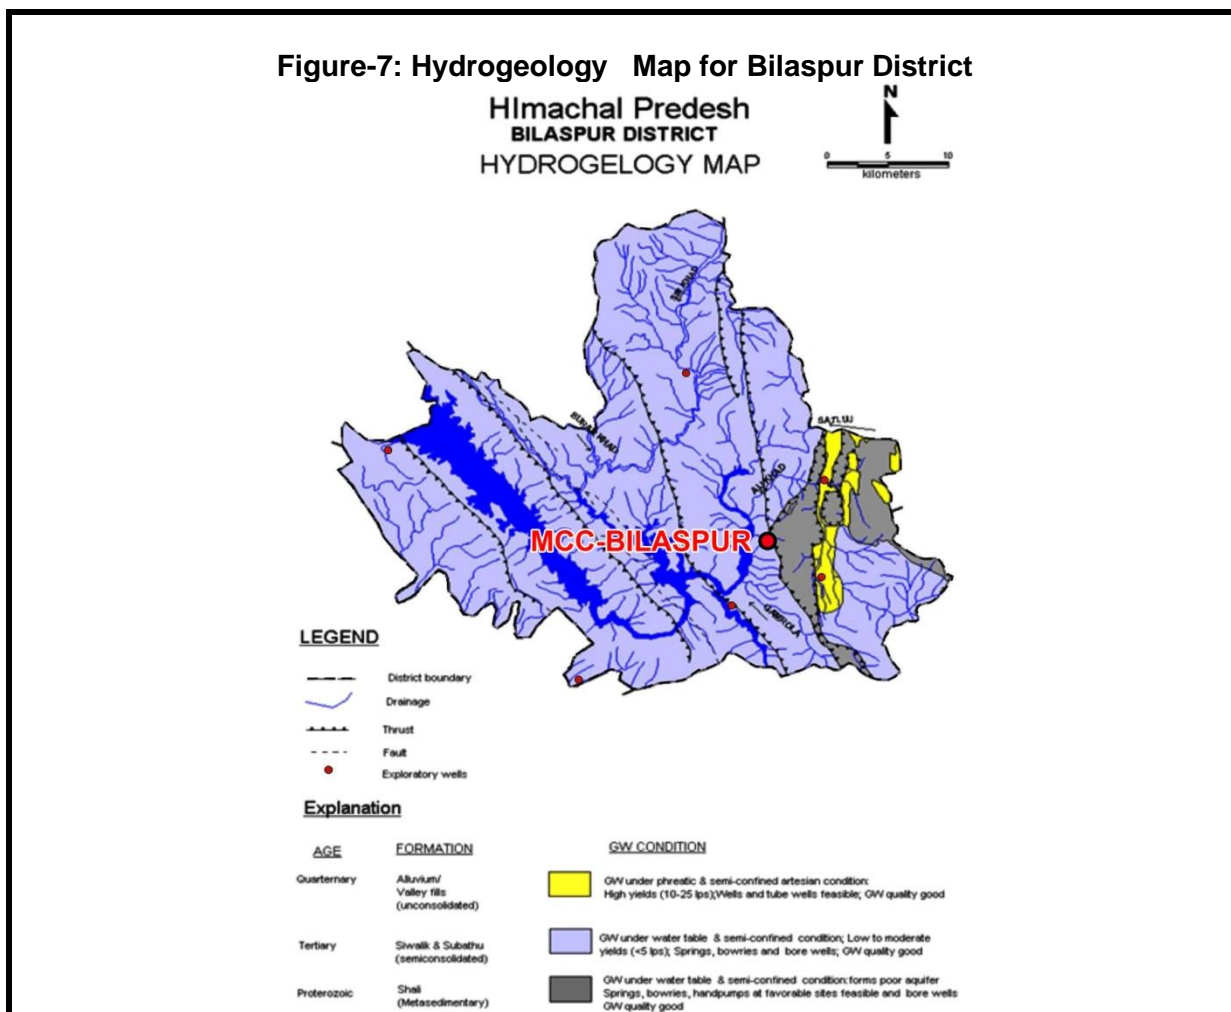 Figure-7: Hydrogeology Map for Bilaspur District
HImachal Predesh
BILASPUR DISTRICT
HYDROGELOGY MAP
N
0 5 10
kilometers
SATLUJ
MCC-BILASPUR
LEGEND
District boundary
Drainage
Thrust
Fault
Exploratory wells
Explanation
AGE FORMATION GW CONDITION
Quarternary
Alluvium/
Valley fills
(unconsolidated)
GW under phreatic & semi-confined artesian condition:
High yields (10-25 lps);Wells and tube wells feasible; GW quality good
Tertiary
Siwalik & Subathu
(semiconsolidated)
GW under water table & semi-confined condition; Low to moderate
yields (<5 lps); Springs, bowries and bore wells; GW quality good
Proterozoic
Shali
(Metasedimentary)
GW under water table & semi-confined condition:forms poor aquifer
Springs, bowries, handpumps at favorable sites feasible and bore wells
GW quality good